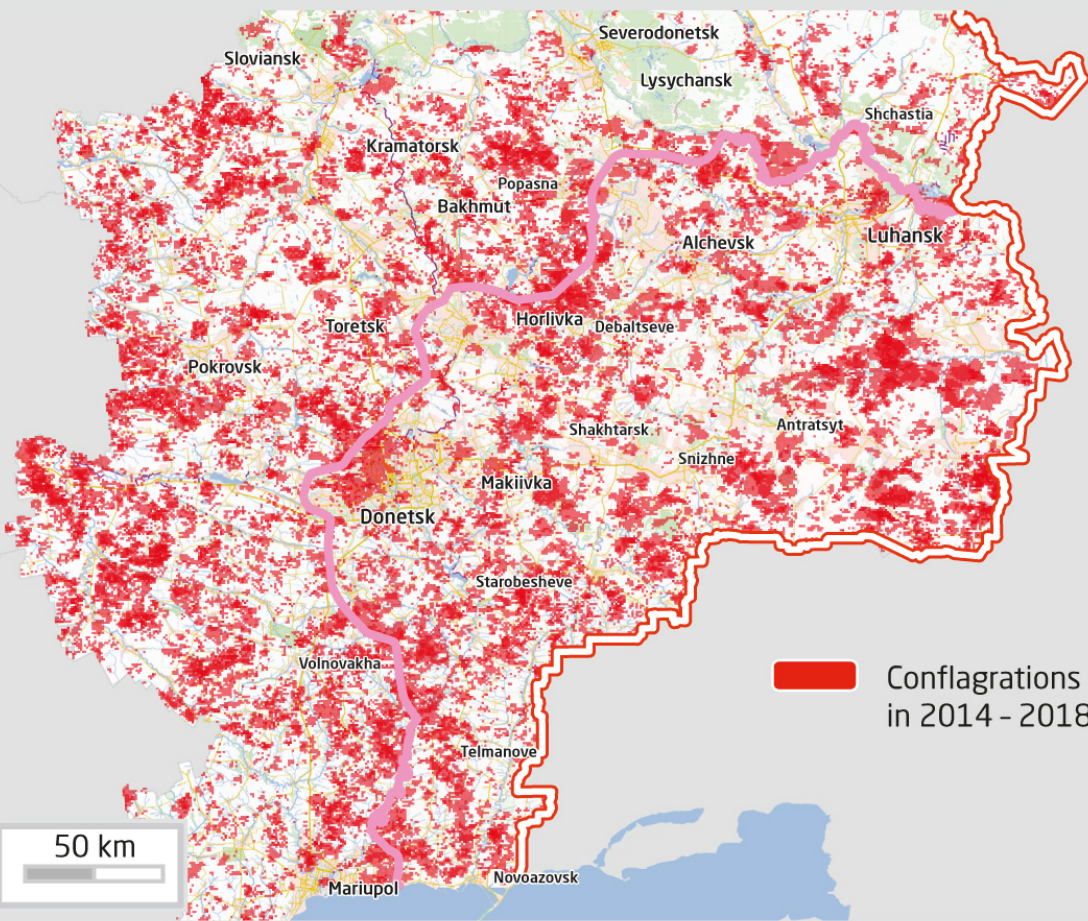 Severodonetsk
Sloviansk
Lysychansk
Shchastia
Kramatorsk
Popasna
Bakhmut
Luhansk
Alchevsk
Horlivka
Toretsk
Debaltseve
Pokrovsk
Antratsyt
Shakhtarsk
Snizhne
Makiivka
Donetsk
Starobesheve
Volnovakha
Conflagrations
in 2014 – 2018
Telmanove
50 km
Novoazovsk
Mariupol